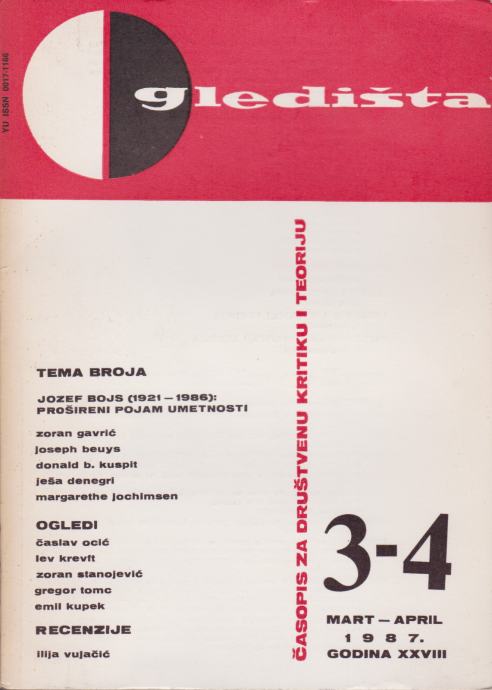 YU ISSN 0017-1166
gledišta
ČASOPIS ZA DRUŠTVENU KRITIKU I TEORIJU
TEMA BROJA
JOZEF BOJS (1921 — 1986):
PROŠIRENI POJAM UMETNOSTI
zoran gavrić
joseph beuys
donald b. kuspit
ješa denegri
margarethe jochimsen
OGLEDI
časlav ocić
lev krevft
zoran stanojević
gregor tomc
emil kupek
RECENZIJE
ilija vujačić
3-4
MART — APRIL
1987.
GODINA XXVIII